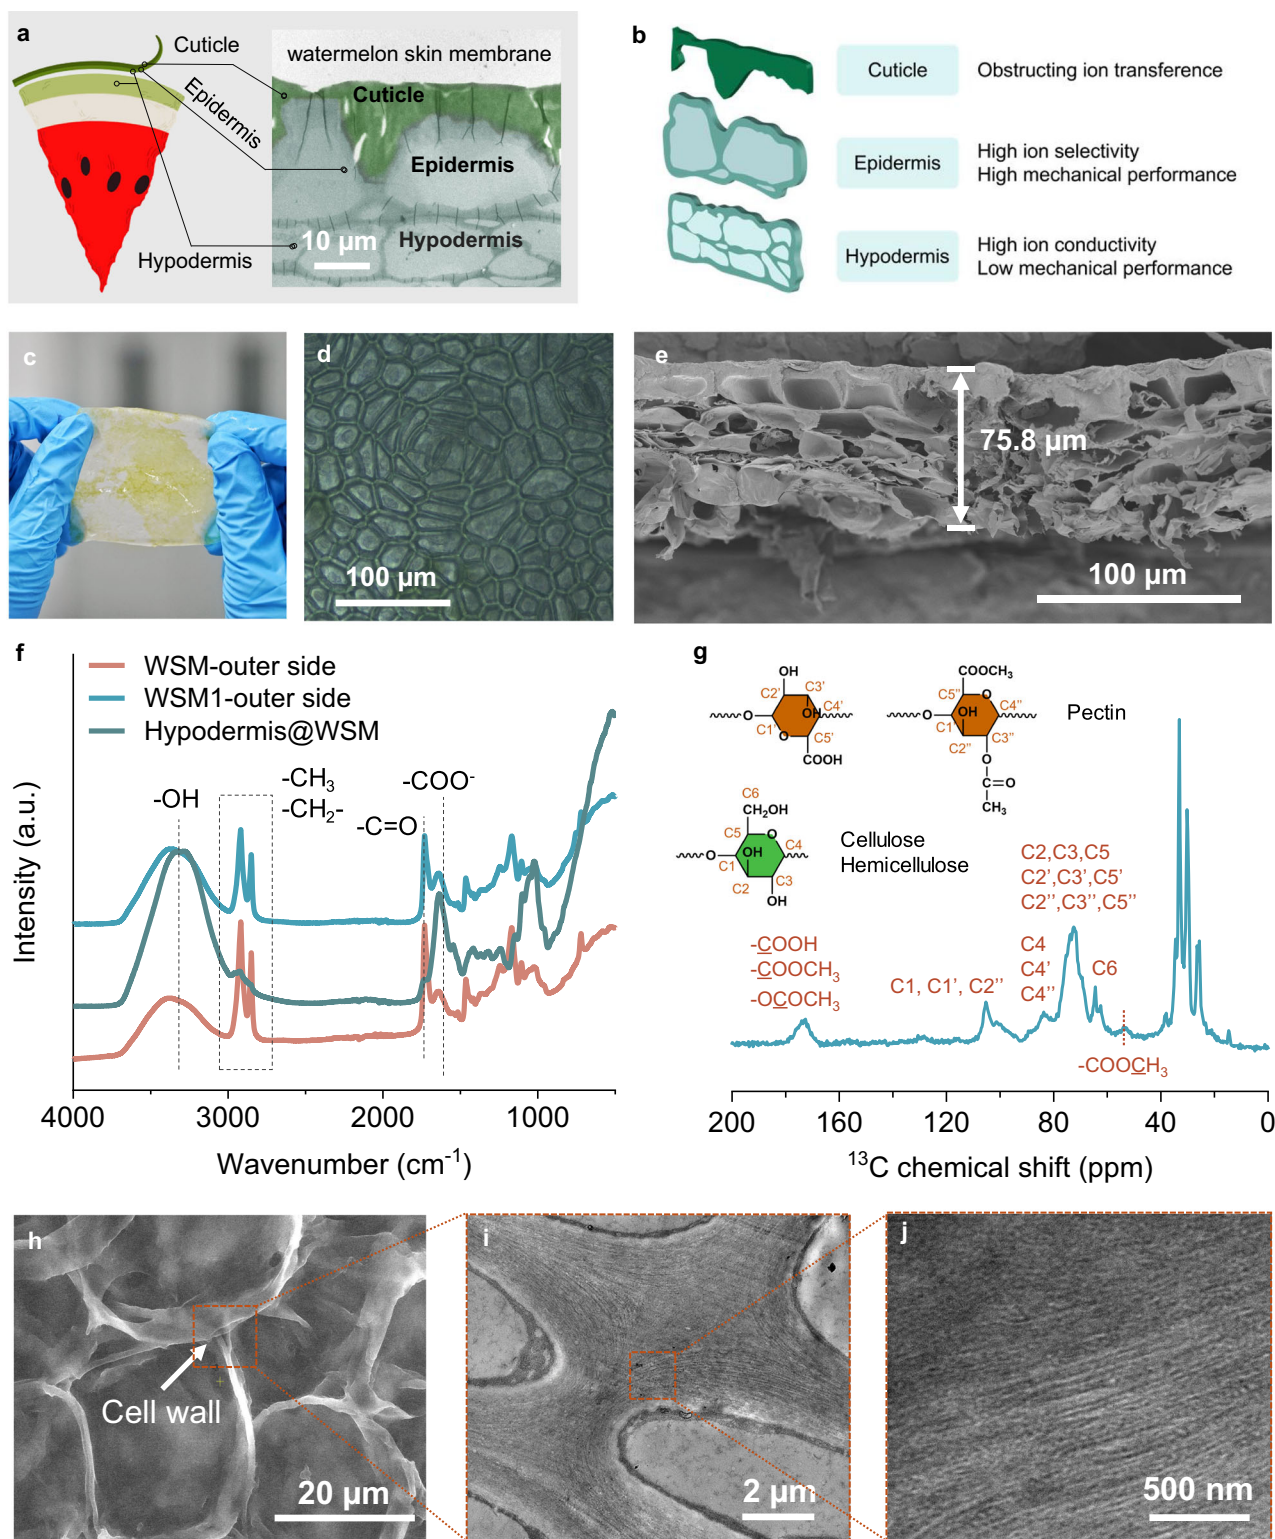 a
Cuticle
Epidermis
Hypodermis
watermelon skin membrane
Cuticle
Epidermis
Hypodermis
10 µm
b
Cuticle
Obstructing ion transference
Epidermis
High ion selectivity
High mechanical performance
Hypodermis
High ion conductivity
Low mechanical performance
c
d
100 µm
e
75.8 µm
100 µm
f
WSM-outer side
WSM1-outer side
Hypodermis@WSM
-OH
-CH₃
-CH₂-
-C=O
-COO⁻
Intensity (a.u.)
4000
3000
2000
1000
Wavenumber (cm⁻¹)
g
OH
C2'
C3'
OH
C4'
O
C1'
O
C5'
COOH
COOCH₃
C5''
O
C4''
O
C1'
OH
C2''
C3''
O
C=O
CH₃
Pectin
C6
CH₂OH
C5
O
C4
O
C1
OH
C2
C3
OH
Cellulose
Hemicellulose
C2,C3,C5
C2',C3',C5'
C2'',C3'',C5''
-COOH
-COOCH₃
-OCOCH₃
C1, C1', C2''
C4
C4'
C4''
C6
-COOCH₃
200
160
120
80
40
0
¹³C chemical shift (ppm)
h
Cell wall
20 µm
i
2 µm
j
500 nm